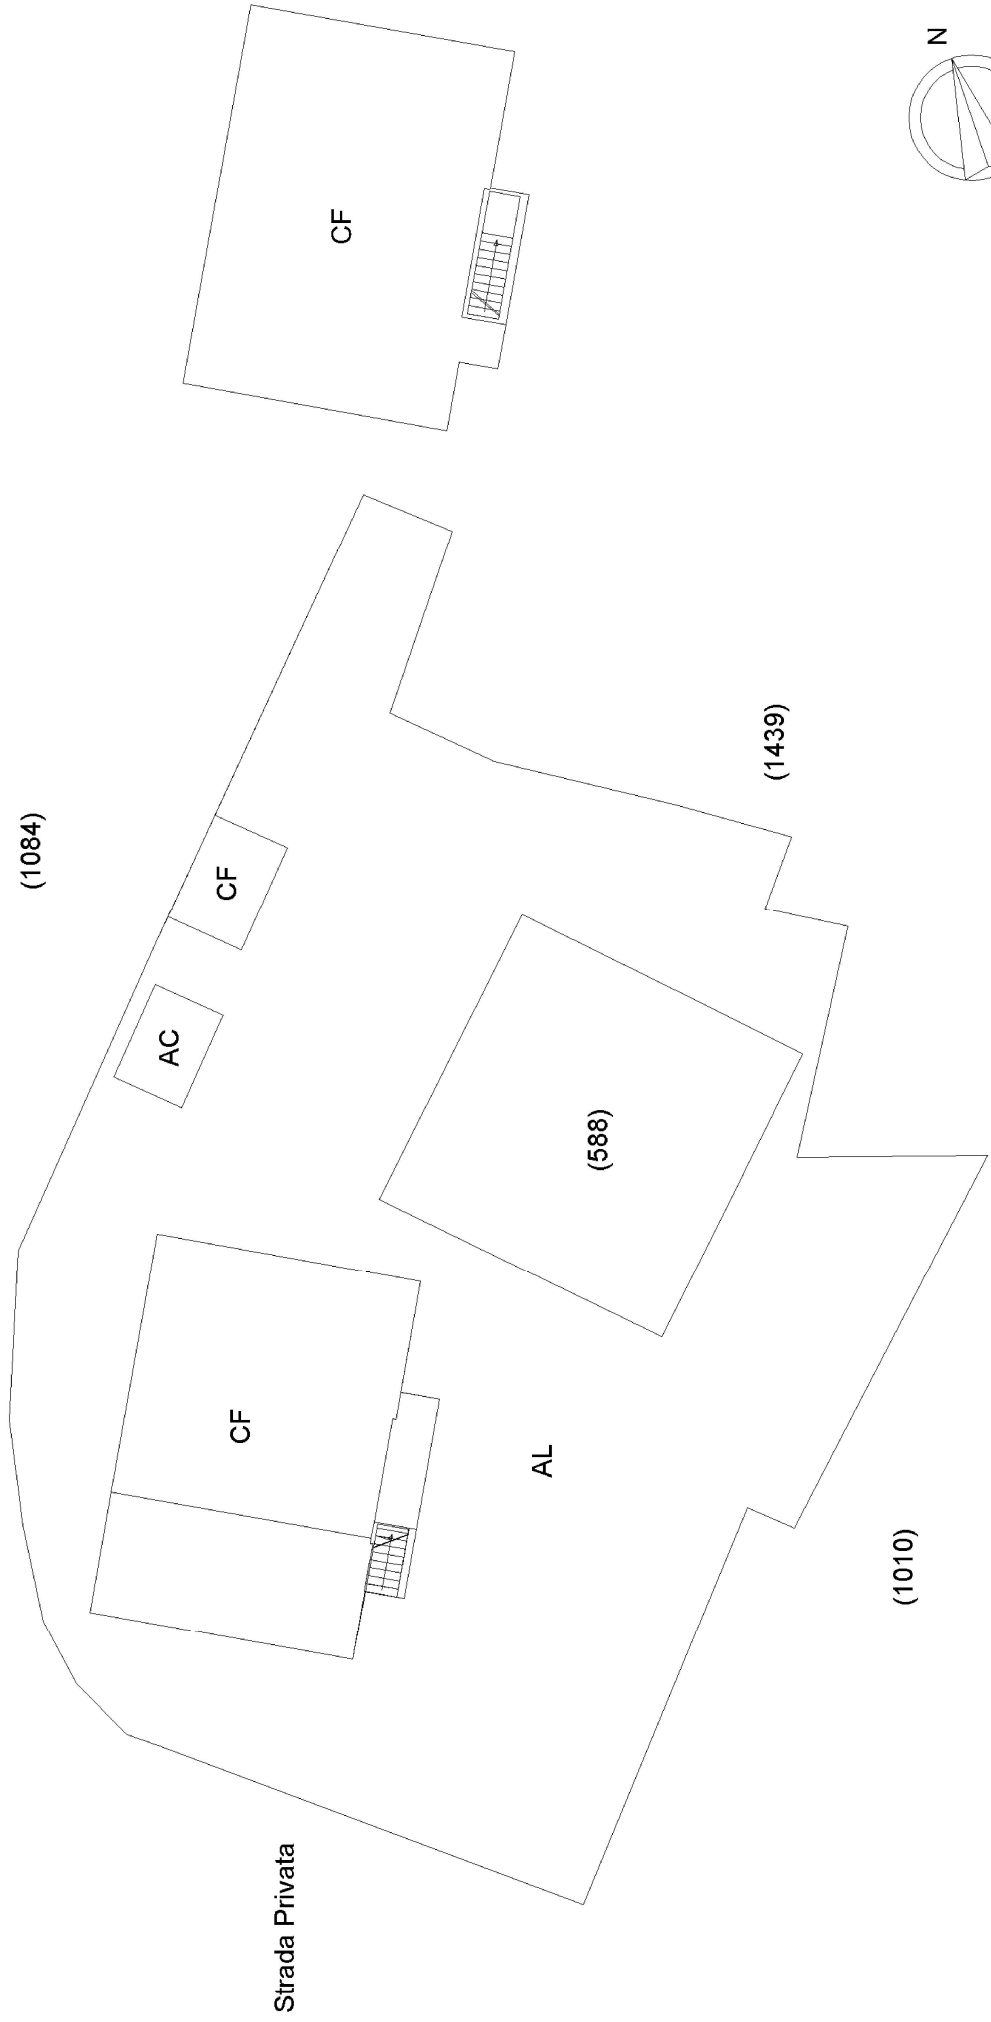 (1084)
N
CF
CF
AC
(1439)
(588)
CF
AL
(1010)
Strada Privata